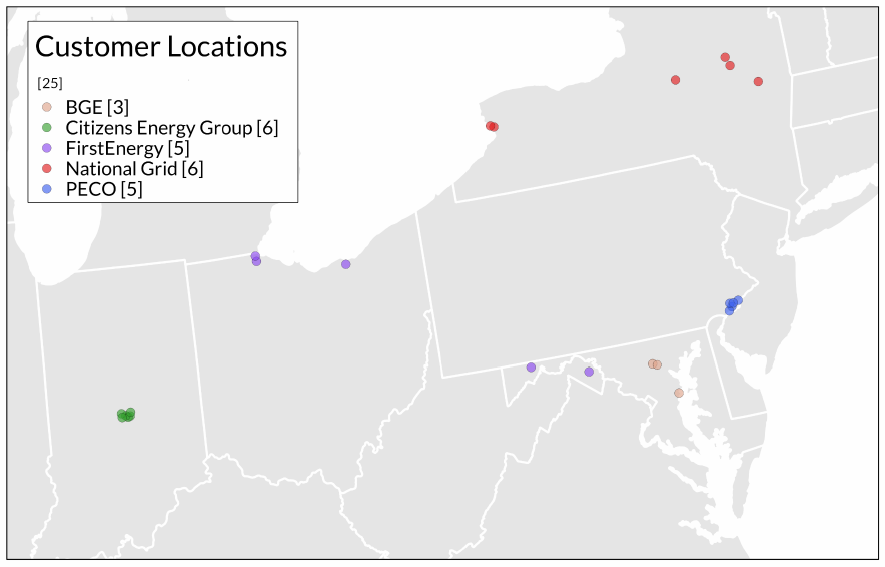 Customer Locations
[25]
BGE [3]
Citizens Energy Group [6]
FirstEnergy [5]
National Grid [6]
PECO [5]